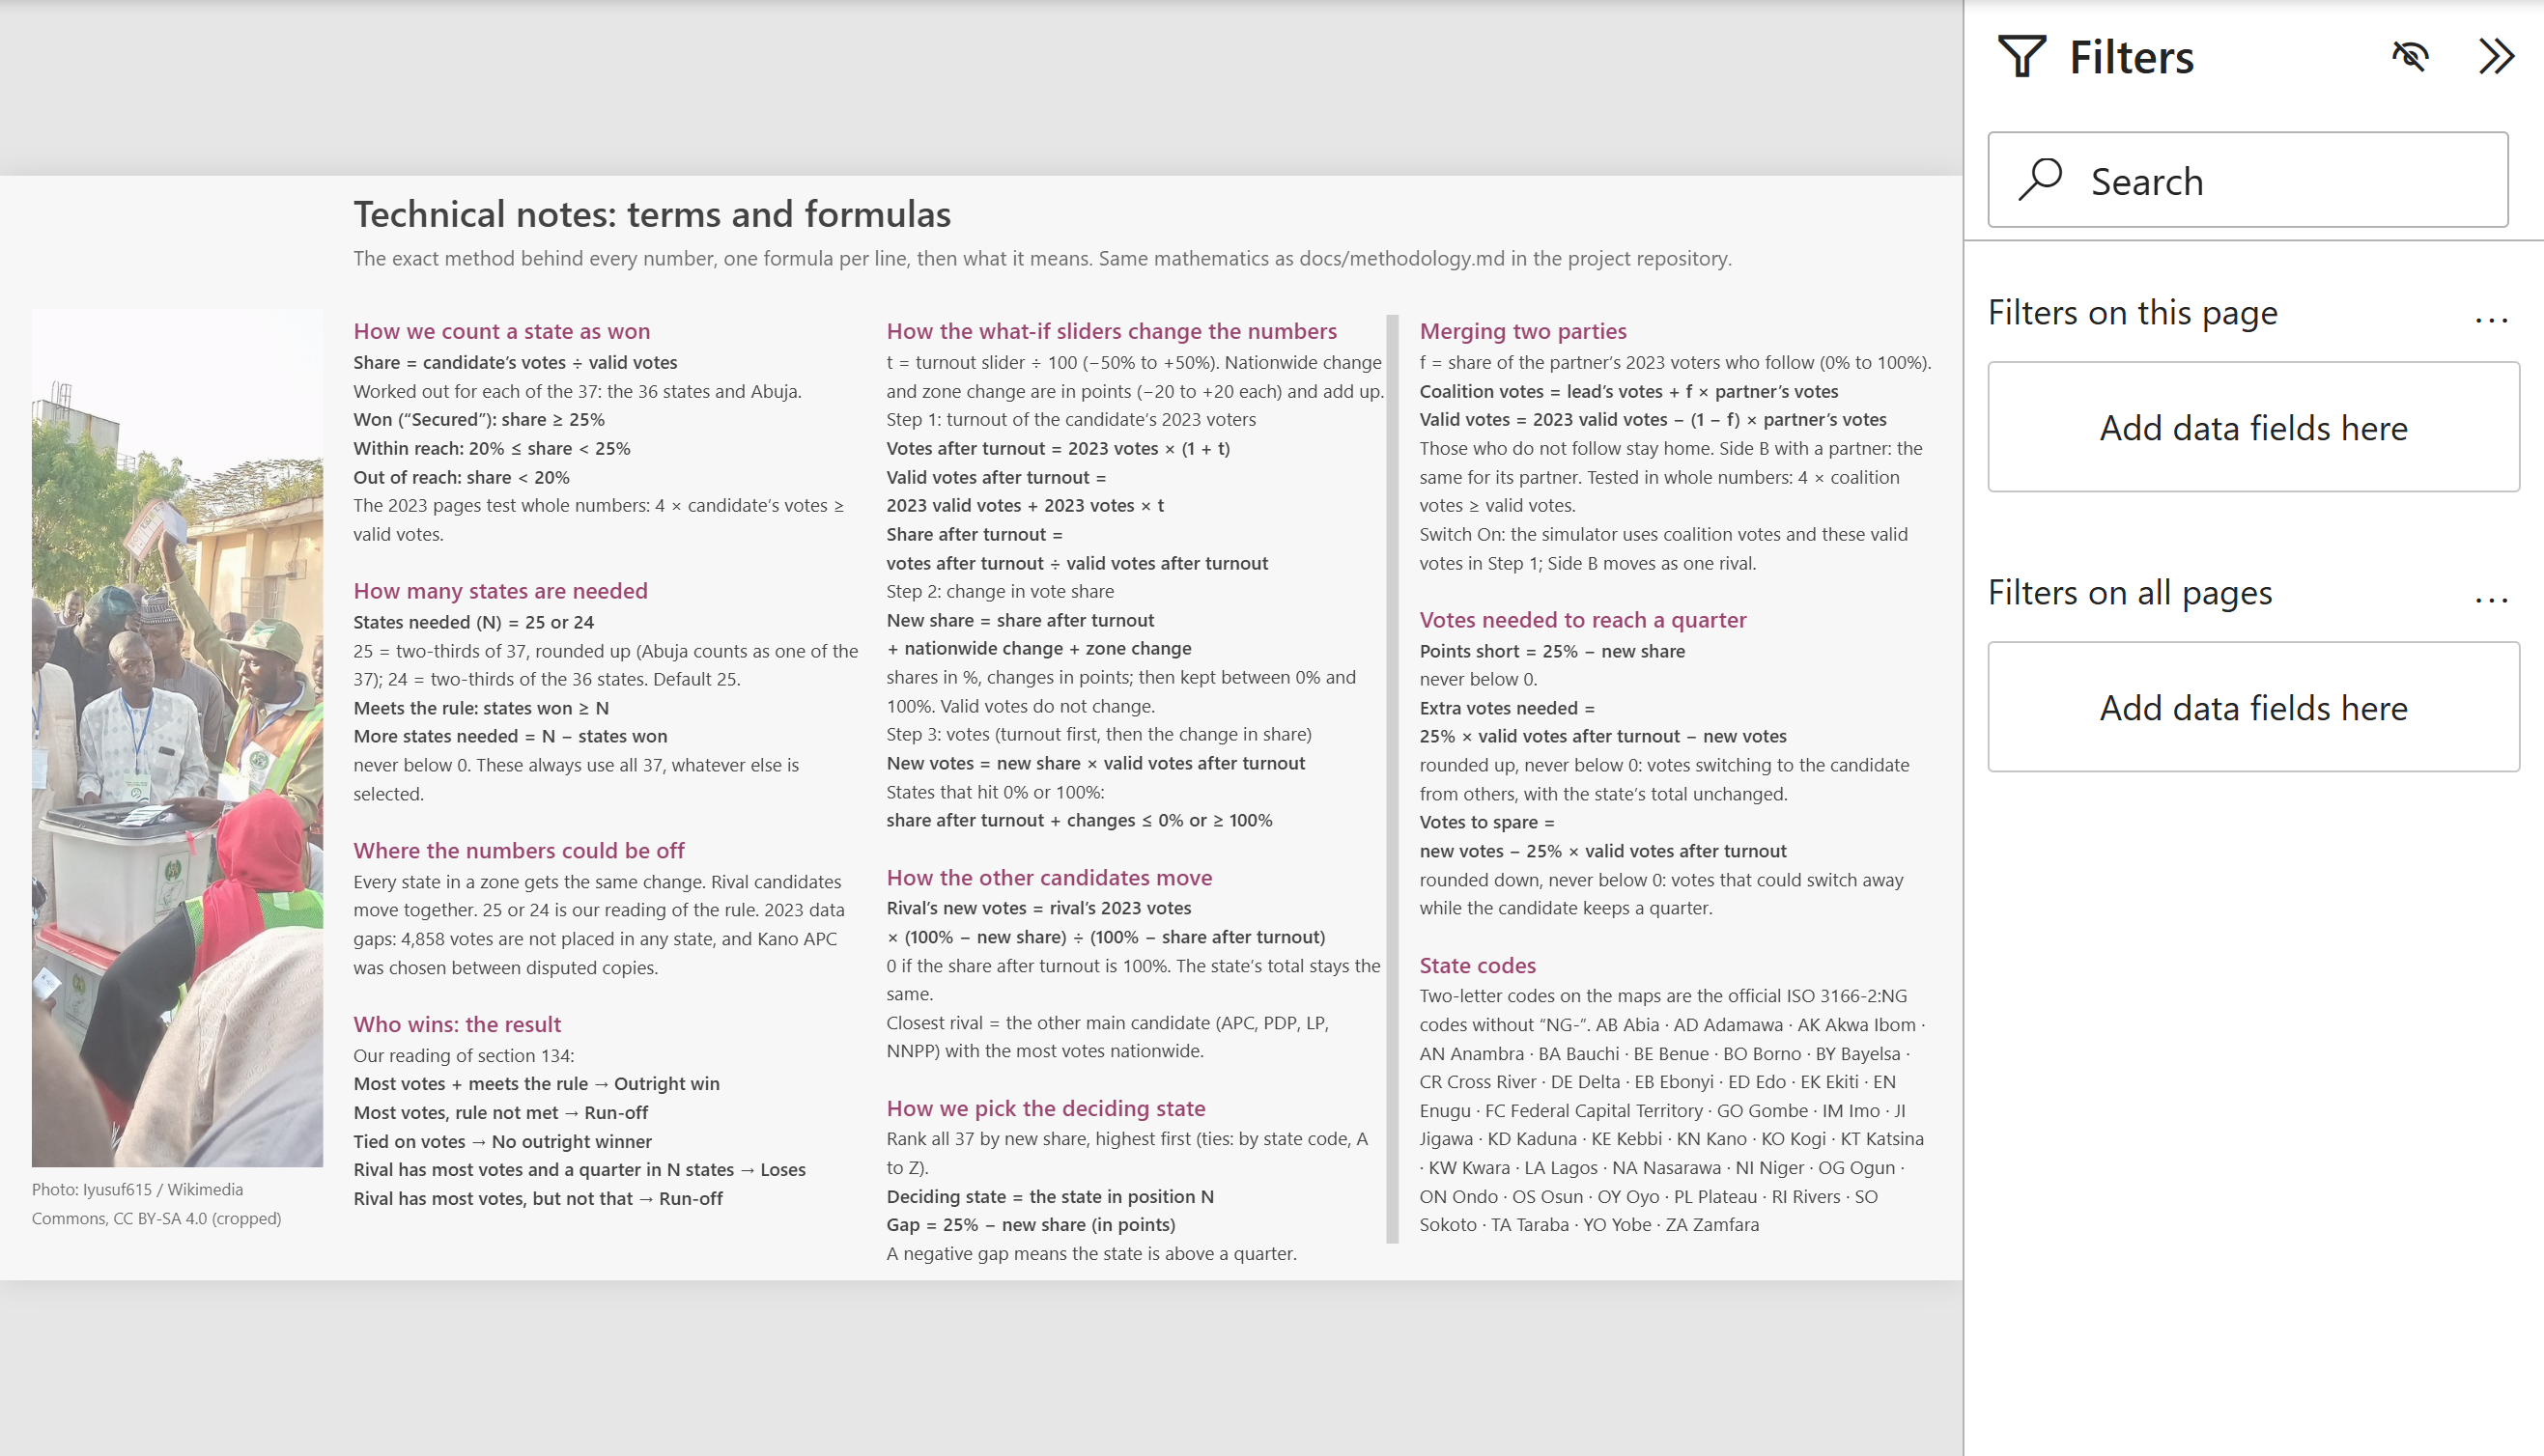 Technical notes: terms and formulas
The exact method behind every number, one formula per line, then what it means. Same mathematics as docs/methodology.md in the project repository.
How we count a state as won
Share = candidate’s votes ÷ valid votes
Worked out for each of the 37: the 36 states and Abuja.
Won (“Secured”): share ≥ 25%
Within reach: 20% ≤ share < 25%
Out of reach: share < 20%
The 2023 pages test whole numbers: 4 × candidate’s votes ≥
valid votes.
How many states are needed
States needed (N) = 25 or 24
25 = two-thirds of 37, rounded up (Abuja counts as one of the
37); 24 = two-thirds of the 36 states. Default 25.
Meets the rule: states won ≥ N
More states needed = N − states won
never below 0. These always use all 37, whatever else is
selected.
Where the numbers could be off
Every state in a zone gets the same change. Rival candidates
move together. 25 or 24 is our reading of the rule. 2023 data
gaps: 4,858 votes are not placed in any state, and Kano APC
was chosen between disputed copies.
Who wins: the result
Our reading of section 134:
Most votes + meets the rule → Outright win
Most votes, rule not met → Run-off
Tied on votes → No outright winner
Rival has most votes and a quarter in N states → Loses
Rival has most votes, but not that → Run-off
Photo: Iyusuf615 / Wikimedia
Commons, CC BY-SA 4.0 (cropped)
How the what-if sliders change the numbers
t = turnout slider ÷ 100 (−50% to +50%). Nationwide change
and zone change are in points (−20 to +20 each) and add up.
Step 1: turnout of the candidate’s 2023 voters
Votes after turnout = 2023 votes × (1 + t)
Valid votes after turnout =
2023 valid votes + 2023 votes × t
Share after turnout =
votes after turnout ÷ valid votes after turnout
Step 2: change in vote share
New share = share after turnout
+ nationwide change + zone change
shares in %, changes in points; then kept between 0% and
100%. Valid votes do not change.
Step 3: votes (turnout first, then the change in share)
New votes = new share × valid votes after turnout
States that hit 0% or 100%:
share after turnout + changes ≤ 0% or ≥ 100%
How the other candidates move
Rival’s new votes = rival’s 2023 votes
× (100% − new share) ÷ (100% − share after turnout)
0 if the share after turnout is 100%. The state’s total stays the
same.
Closest rival = the other main candidate (APC, PDP, LP,
NNPP) with the most votes nationwide.
How we pick the deciding state
Rank all 37 by new share, highest first (ties: by state code, A
to Z).
Deciding state = the state in position N
Gap = 25% − new share (in points)
A negative gap means the state is above a quarter.
Merging two parties
f = share of the partner’s 2023 voters who follow (0% to 100%).
Coalition votes = lead’s votes + f × partner’s votes
Valid votes = 2023 valid votes − (1 − f) × partner’s votes
Those who do not follow stay home. Side B with a partner: the
same for its partner. Tested in whole numbers: 4 × coalition
votes ≥ valid votes.
Switch On: the simulator uses coalition votes and these valid
votes in Step 1; Side B moves as one rival.
Votes needed to reach a quarter
Points short = 25% − new share
never below 0.
Extra votes needed =
25% × valid votes after turnout − new votes
rounded up, never below 0: votes switching to the candidate
from others, with the state’s total unchanged.
Votes to spare =
new votes − 25% × valid votes after turnout
rounded down, never below 0: votes that could switch away
while the candidate keeps a quarter.
State codes
Two-letter codes on the maps are the official ISO 3166-2:NG
codes without “NG-”. AB Abia · AD Adamawa · AK Akwa Ibom ·
AN Anambra · BA Bauchi · BE Benue · BO Borno · BY Bayelsa ·
CR Cross River · DE Delta · EB Ebonyi · ED Edo · EK Ekiti · EN
Enugu · FC Federal Capital Territory · GO Gombe · IM Imo · JI
Jigawa · KD Kaduna · KE Kebbi · KN Kano · KO Kogi · KT Katsina
· KW Kwara · LA Lagos · NA Nasarawa · NI Niger · OG Ogun ·
ON Ondo · OS Osun · OY Oyo · PL Plateau · RI Rivers · SO
Sokoto · TA Taraba · YO Yobe · ZA Zamfara
Filters
Search
Filters on this page
...
Add data fields here
Filters on all pages
...
Add data fields here